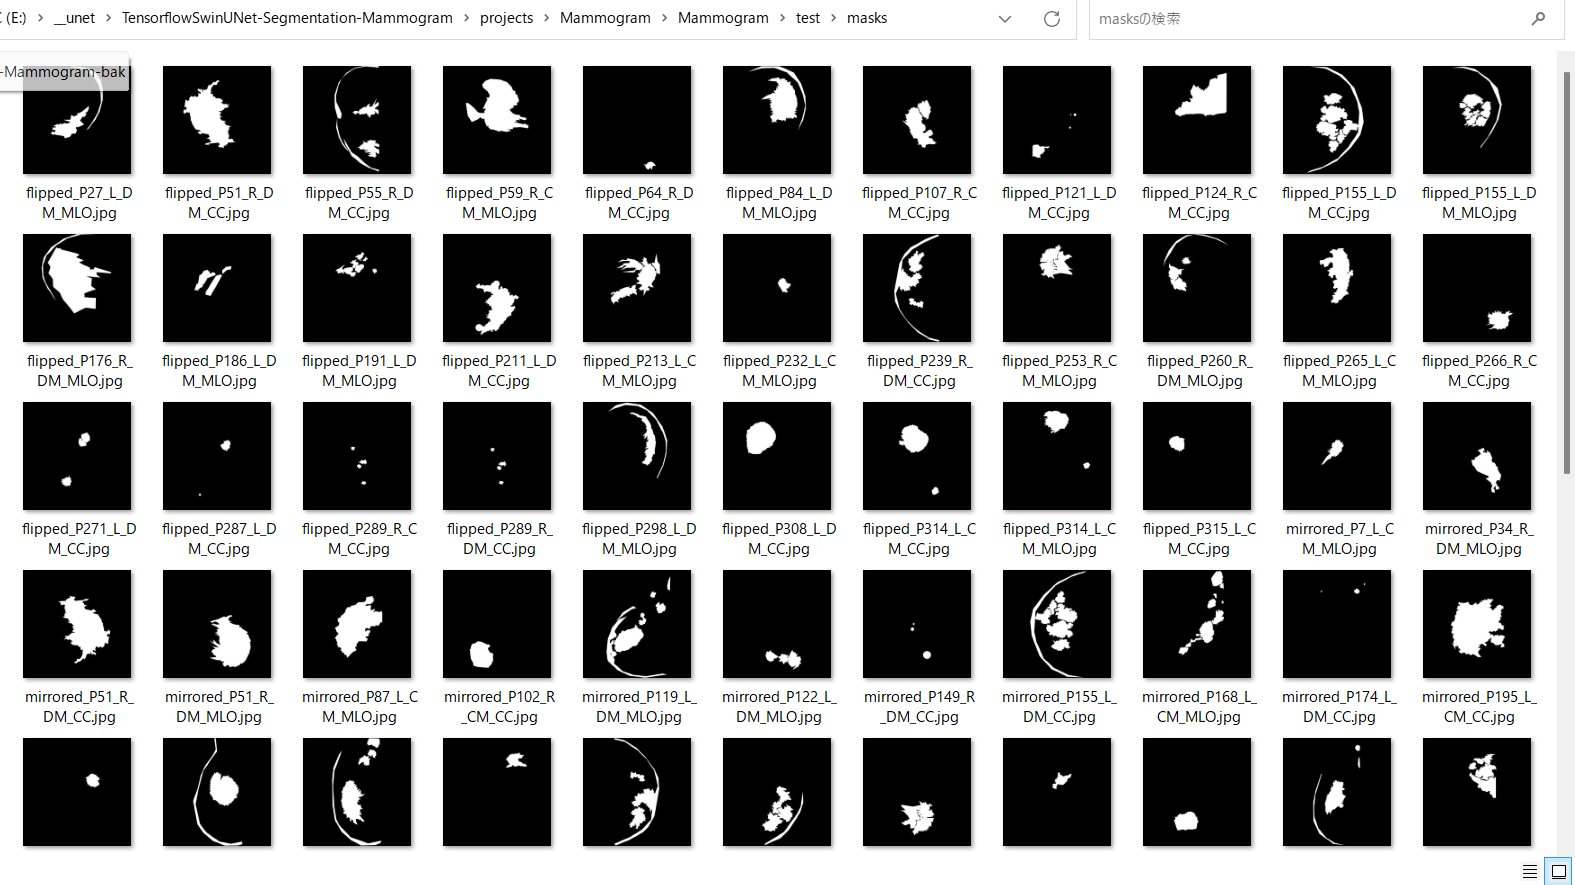 (E:) › __unet › TensorflowSwinUNet-Segmentation-Mammogram › projects › Mammogram › Mammogram › test › masks
masksの検索
-Mammogram-bak
flipped_P27_L_D
M_MLO.jpg
flipped_P51_R_D
M_CC.jpg
flipped_P55_R_D
M_CC.jpg
flipped_P59_R_C
M_MLO.jpg
flipped_P64_R_D
M_CC.jpg
flipped_P84_L_D
M_MLO.jpg
flipped_P107_R_C
M_CC.jpg
flipped_P121_L_D
M_CC.jpg
flipped_P124_R_C
M_CC.jpg
flipped_P155_L_D
M_CC.jpg
flipped_P155_L_D
M_MLO.jpg
flipped_P176_R_
DM_MLO.jpg
flipped_P186_L_D
M_MLO.jpg
flipped_P191_L_D
M_MLO.jpg
flipped_P211_L_D
M_CC.jpg
flipped_P213_L_C
M_MLO.jpg
flipped_P232_L_C
M_MLO.jpg
flipped_P239_R_
DM_CC.jpg
flipped_P253_R_C
M_MLO.jpg
flipped_P260_R_
DM_MLO.jpg
flipped_P265_L_C
M_MLO.jpg
flipped_P266_R_C
M_CC.jpg
flipped_P271_L_D
M_CC.jpg
flipped_P287_L_D
M_CC.jpg
flipped_P289_R_C
M_CC.jpg
flipped_P289_R_
DM_CC.jpg
flipped_P298_L_D
M_MLO.jpg
flipped_P308_L_D
M_CC.jpg
flipped_P314_L_C
M_CC.jpg
flipped_P314_L_C
M_MLO.jpg
flipped_P315_L_C
M_CC.jpg
mirrored_P7_L_C
M_MLO.jpg
mirrored_P34_R_
DM_MLO.jpg
mirrored_P51_R_
DM_CC.jpg
mirrored_P51_R_
DM_MLO.jpg
mirrored_P87_L_C
M_MLO.jpg
mirrored_P102_R
_CM_CC.jpg
mirrored_P119_L_
DM_MLO.jpg
mirrored_P122_L_
DM_MLO.jpg
mirrored_P149_R
_DM_CC.jpg
mirrored_P155_L_
DM_CC.jpg
mirrored_P168_L_
CM_MLO.jpg
mirrored_P174_L_
DM_CC.jpg
mirrored_P195_L_
CM_CC.jpg